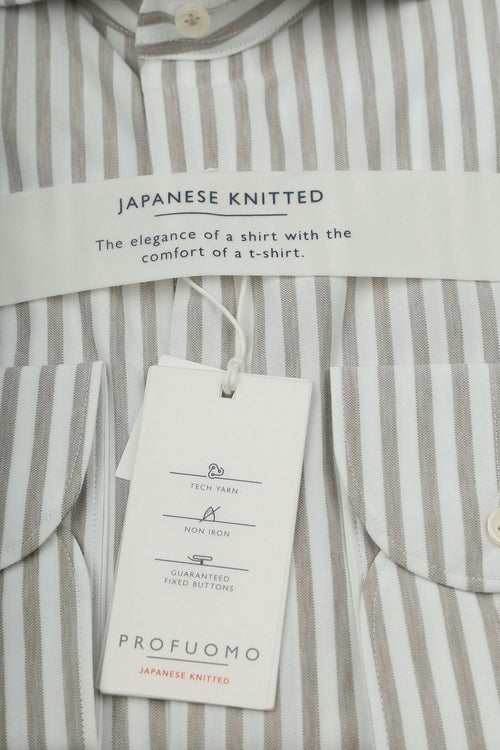 JAPANESE KNITTED
The elegance of a shirt with the
comfort of a t-shirt.
TECH YARN
NON IRON
GUARANTEED
FIXED BUTTONS
PROFUOMO
JAPANESE KNITTED